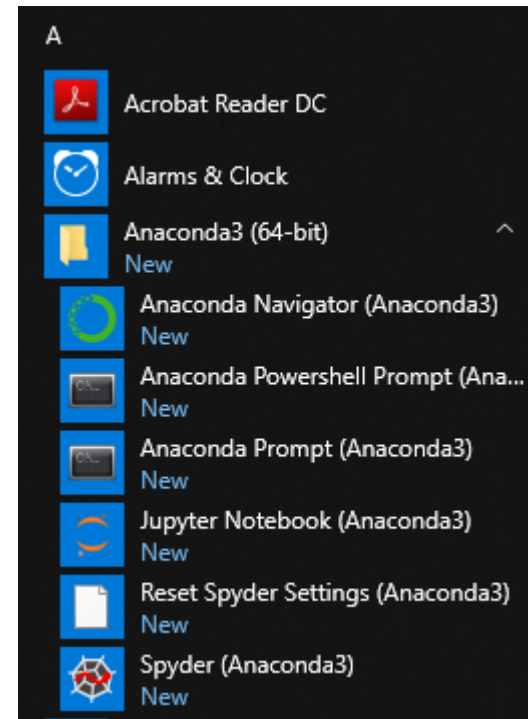 A
Acrobat Reader DC
Alarms & Clock
Anaconda3 (64-bit)
New
Anaconda Navigator (Anaconda3)
New
Anaconda Powershell Prompt (Ana...
New
Anaconda Prompt (Anaconda3)
New
Jupyter Notebook (Anaconda3)
New
Reset Spyder Settings (Anaconda3)
New
Spyder (Anaconda3)
New